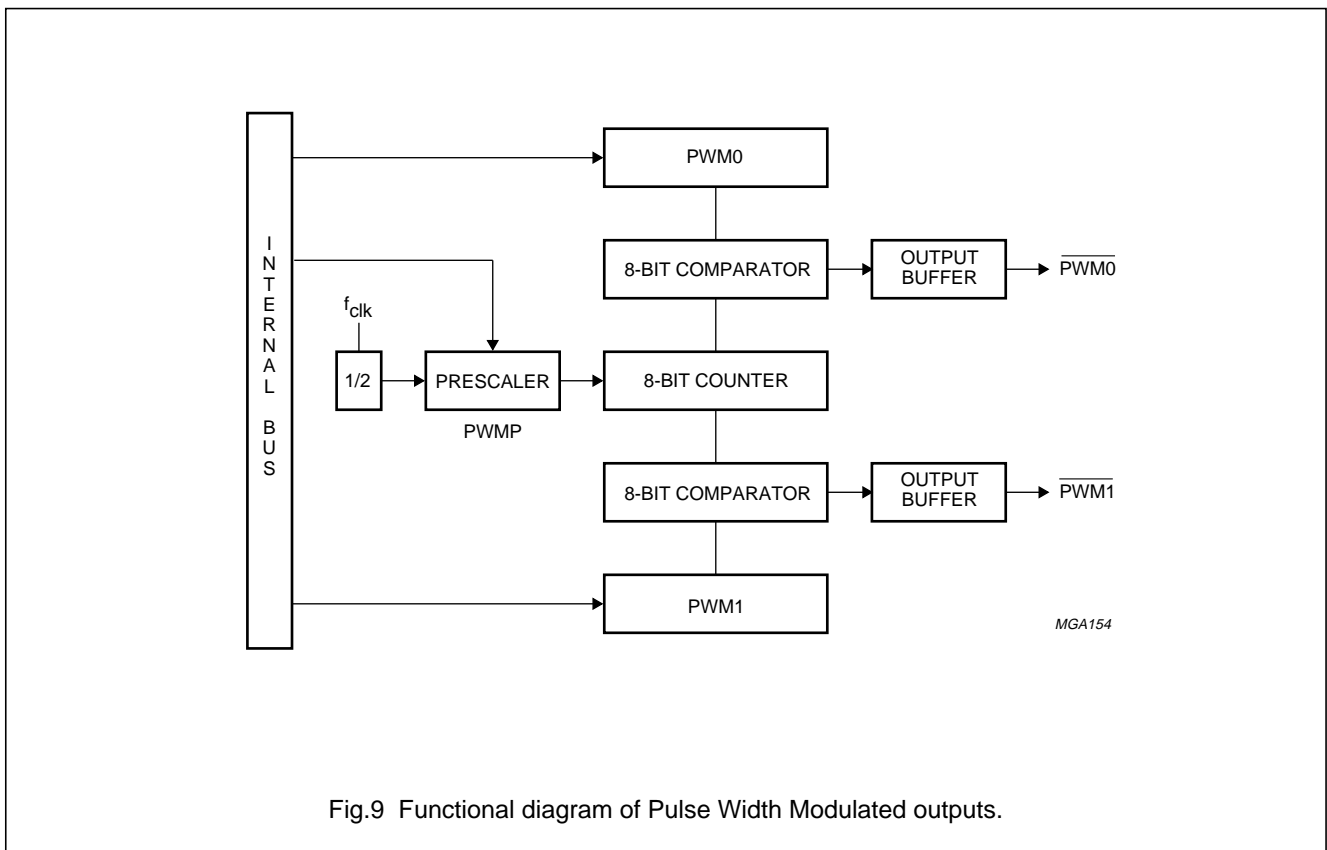 INTERNAL BUS
PWM0
8-BIT COMPARATOR
OUTPUT
BUFFER
PWM0
fclk
1/2
PRESCALER
8-BIT COUNTER
PWMP
8-BIT COMPARATOR
OUTPUT
BUFFER
PWM1
PWM1
MGA154
Fig.9 Functional diagram of Pulse Width Modulated outputs.